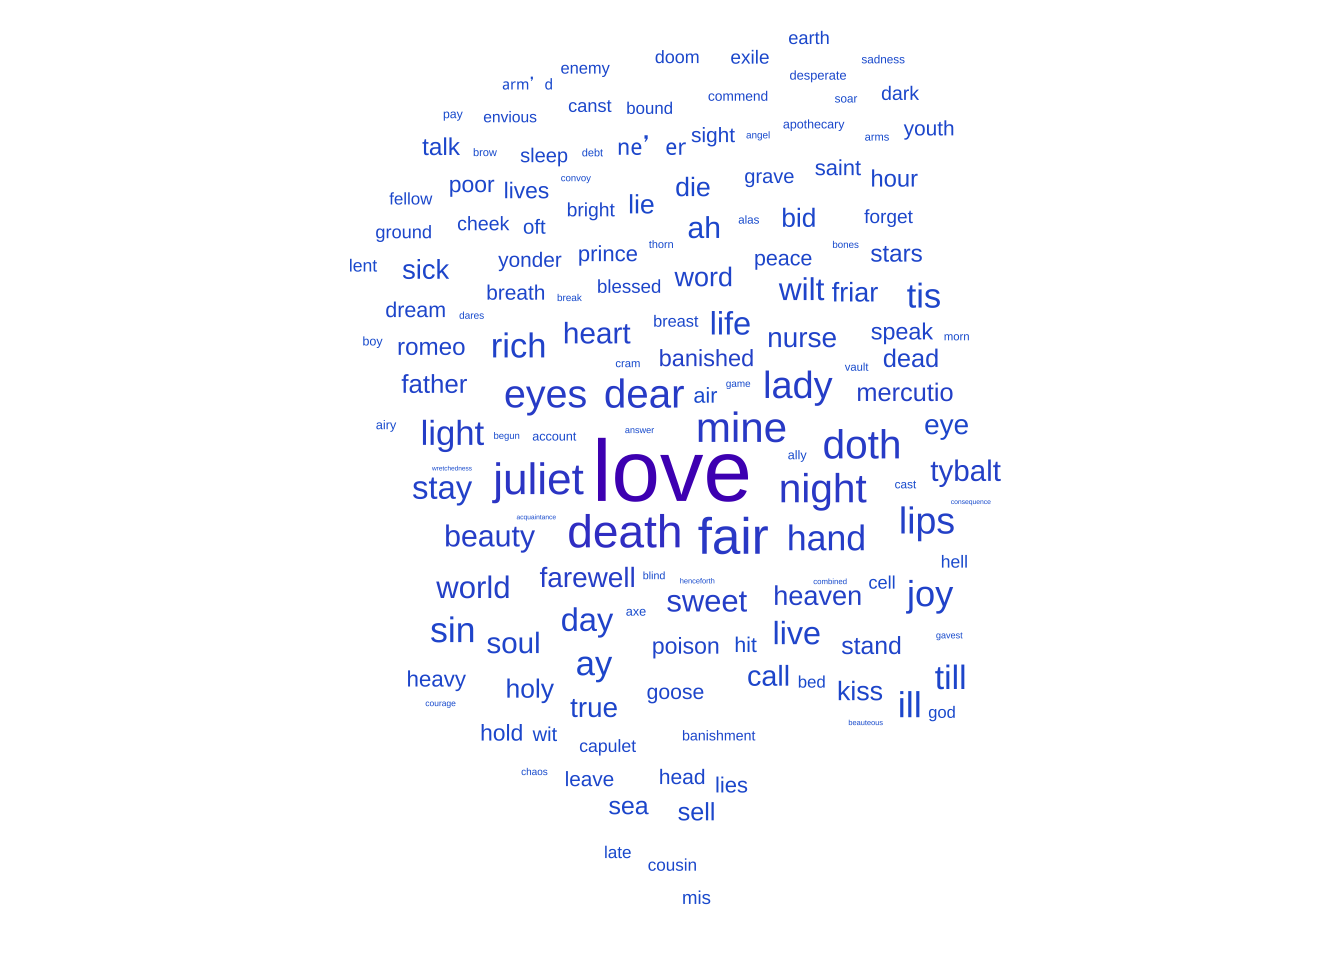 earth
doom exile sadness
enemy desperate
arm’ d commend soar dark
pay envious canst bound
talk brow sleep debt ne’ er sight angel apothecary arms youth
poor lives convoy die grave saint hour
fellow bright lie
ground cheek oft ah alas bid forget
lent sick yonder prince thorn peace bones stars
breath break blessed word wilt friar tis
dream dares
boy romeo rich heart breast life nurse speak morn
cram banished vault dead
father eyes dear air game lady mercutio
airy light begun account answer mine ally doth eye
wretchedness stay juliet love night cast tybalt
consequence
acquaintance beauty death fair hand lips
hell
world farewell blind henceforth sweet combined heaven cell joy
sin soul day axe poison hit live stand gavest
ay
heavy holy goose call bed kiss till
courage true beauteous ill god
hold wit capulet banishment
chaos leave head lies
sea sell
late cousin
mis